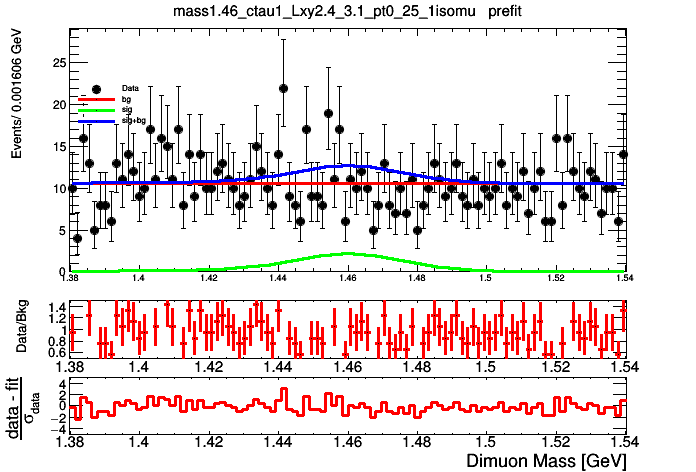 mass1.46_ctau1_Lxy2.4_3.1_pt0_25_1isomu prefit
Events/ 0.001606 GeV
25
20
15
10
5
0
Data
bg
sig
sig+bg
1.38 1.4 1.42 1.44 1.46 1.48 1.5 1.52 1.54
Data/Bkg
1.4
1.2
1
0.8
0.6
1.38 1.4 1.42 1.44 1.46 1.48 1.5 1.52 1.54
data - fit
σdata
4
2
0
−2
−4
1.38 1.4 1.42 1.44 1.46 1.48 1.5 1.52 1.54
Dimuon Mass [GeV]